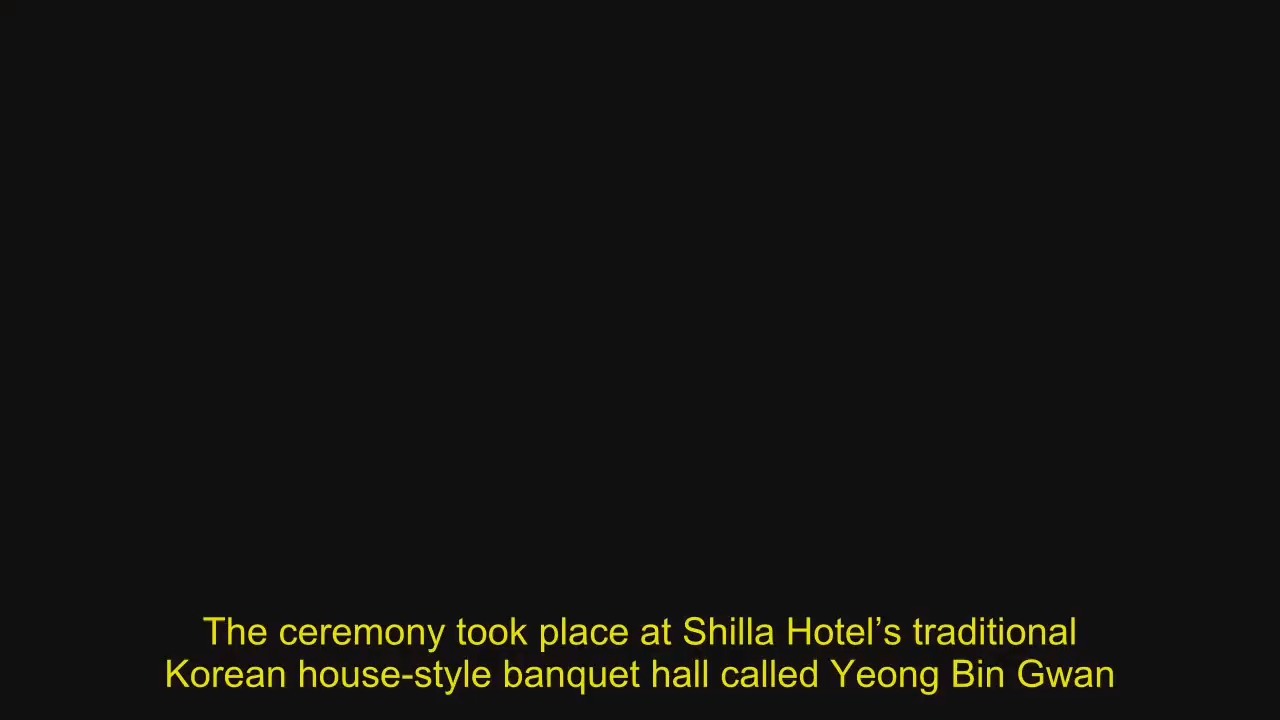 The ceremony took place at Shilla Hotel’s traditional
Korean house-style banquet hall called Yeong Bin Gwan